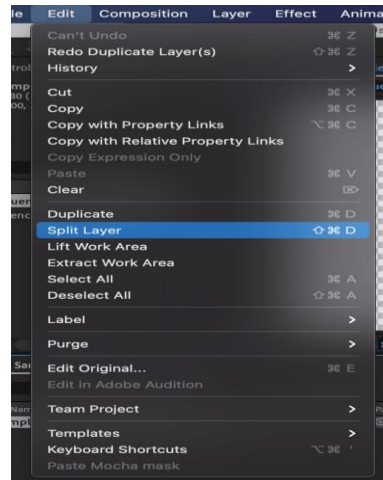 Edit Composition Layer Effect
Can't Undo ⌘ Z
Redo Duplicate Layer(s) ⇧ ⌘ Z
History >
Cut ⌘ X
Copy ⌘ C
Copy with Property Links ⌥ ⌘ C
Copy with Relative Property Links
Copy Expression Only
Paste ⌘ V
Clear ⌦
Duplicate ⌘ D
Split Layer ⇧ ⌘ D
Lift Work Area
Extract Work Area
Select All ⌘ A
Deselect All ⇧ ⌘ A
Label >
Purge >
Edit Original... ⌘ E
Edit in Adobe Audition
Team Project >
Templates >
Keyboard Shortcuts ⌥ ⌘ '
Paste Mocha mask